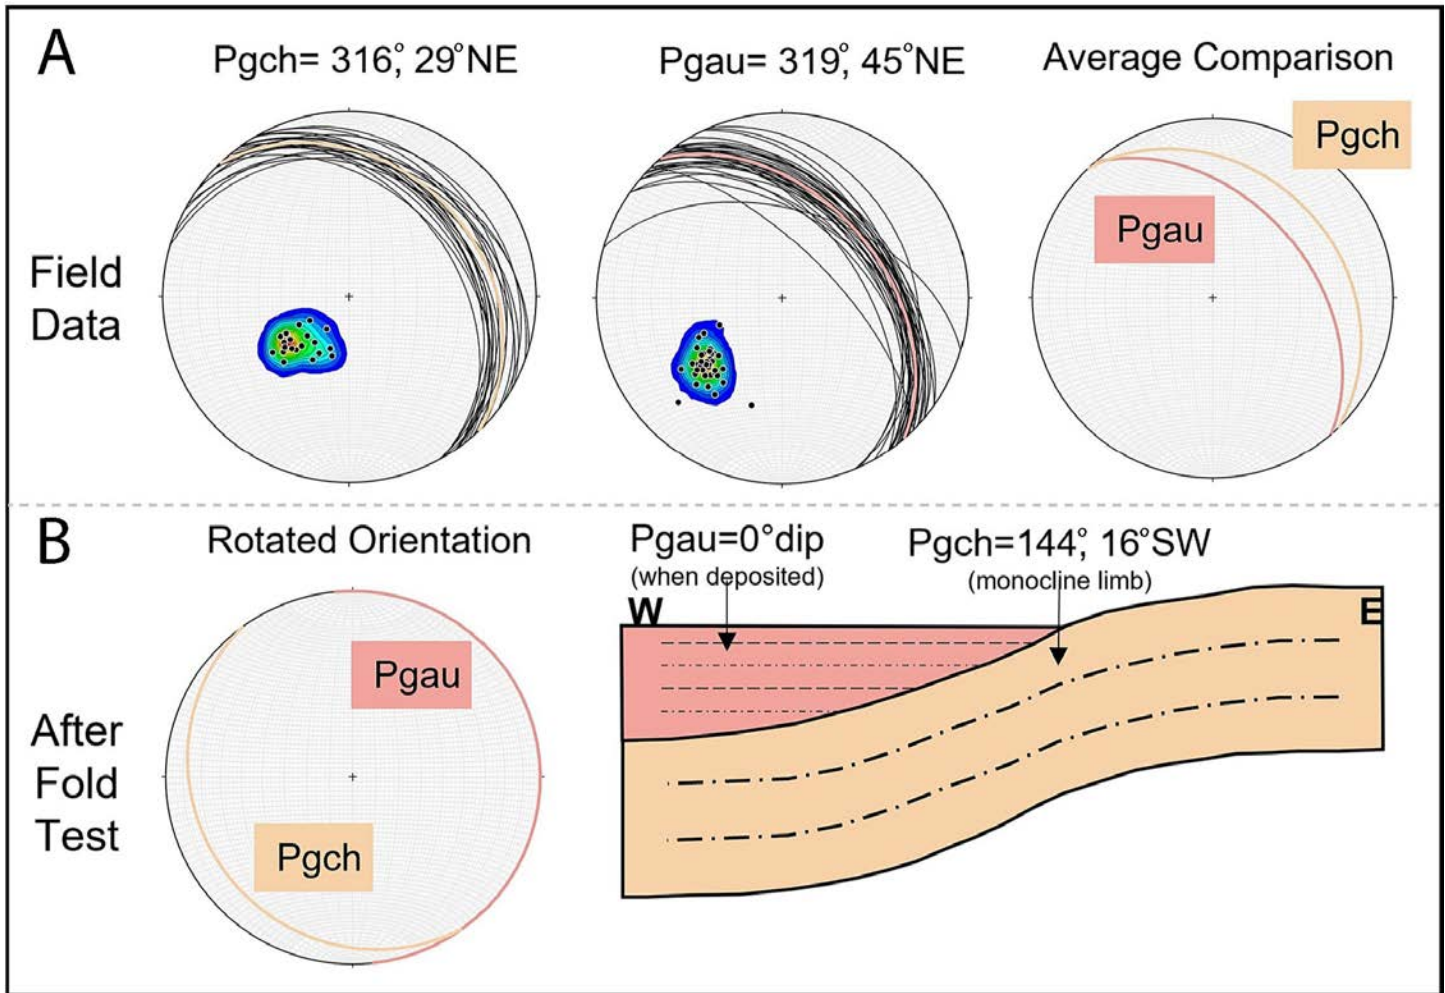 A
Pgch= 316°, 29°NE
Pgau= 319°, 45°NE
Average Comparison
Pgch
Pgau
Field
Data
B
Rotated Orientation
Pgau=0°dip
(when deposited)
Pgch=144°, 16°SW
(monocline limb)
W
E
Pgau
Pgch
After
Fold
Test